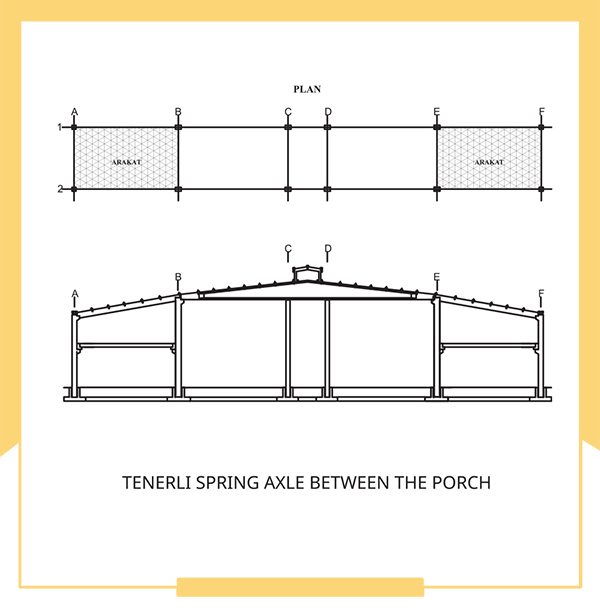 PLAN
A B C D E F
1
ARAKAT ARAKAT
2
C D
B E
A F
TENERLI SPRING AXLE BETWEEN THE PORCH